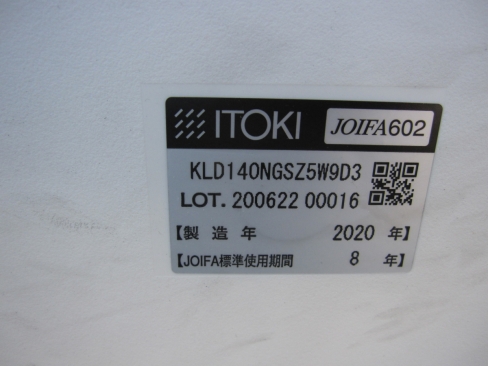 ITOKI JOIFA602
KLD140NGSZ5W9D3
LOT. 200622 00016
【製造年 2020 年】
【JOIFA標準使用期間 8 年】